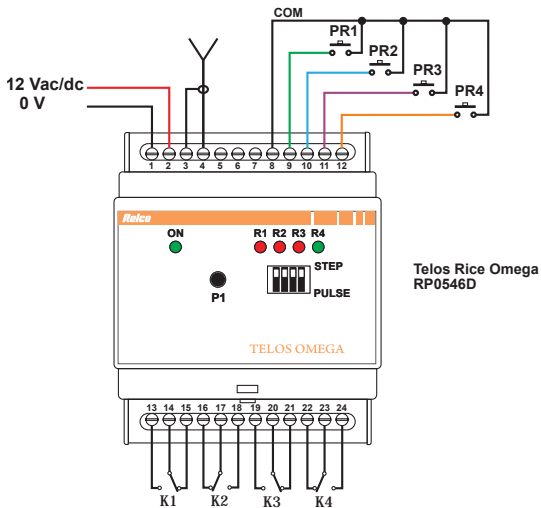 COM
PR1
PR2
PR3
PR4
12 Vac/dc
0 V
1 2 3 4 5 6 7 8 9 10 11 12
Relco
ON
R1 R2 R3 R4
STEP
PULSE
P1
Telos Rice Omega
RP0546D
TELOS OMEGA
13 14 15 16 17 18 19 20 21 22 23 24
K1 K2 K3 K4